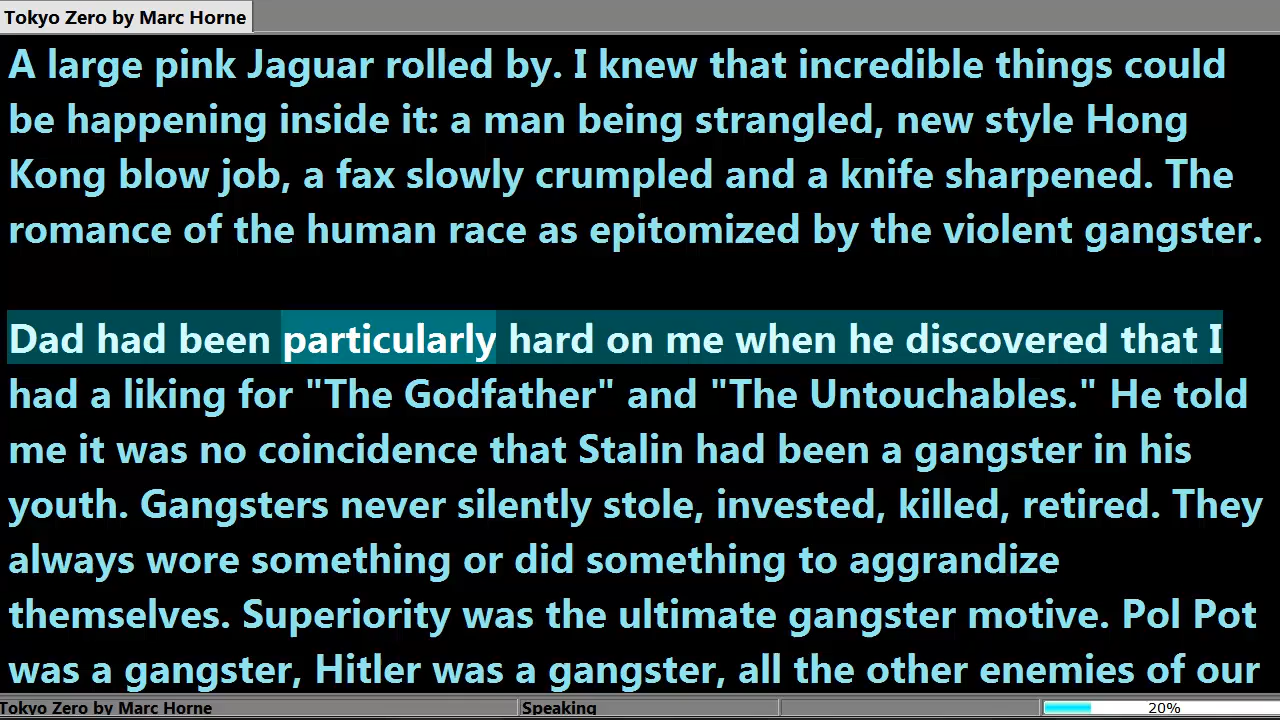 Tokyo Zero by Marc Horne
A large pink Jaguar rolled by. I knew that incredible things could
be happening inside it: a man being strangled, new style Hong
Kong blow job, a fax slowly crumpled and a knife sharpened. The
romance of the human race as epitomized by the violent gangster.
Dad had been particularly hard on me when he discovered that I
had a liking for "The Godfather" and "The Untouchables." He told
me it was no coincidence that Stalin had been a gangster in his
youth. Gangsters never silently stole, invested, killed, retired. They
always wore something or did something to aggrandize
themselves. Superiority was the ultimate gangster motive. Pol Pot
was a gangster, Hitler was a gangster, all the other enemies of our
Tokyo Zero by Marc Horne Speaking 20%